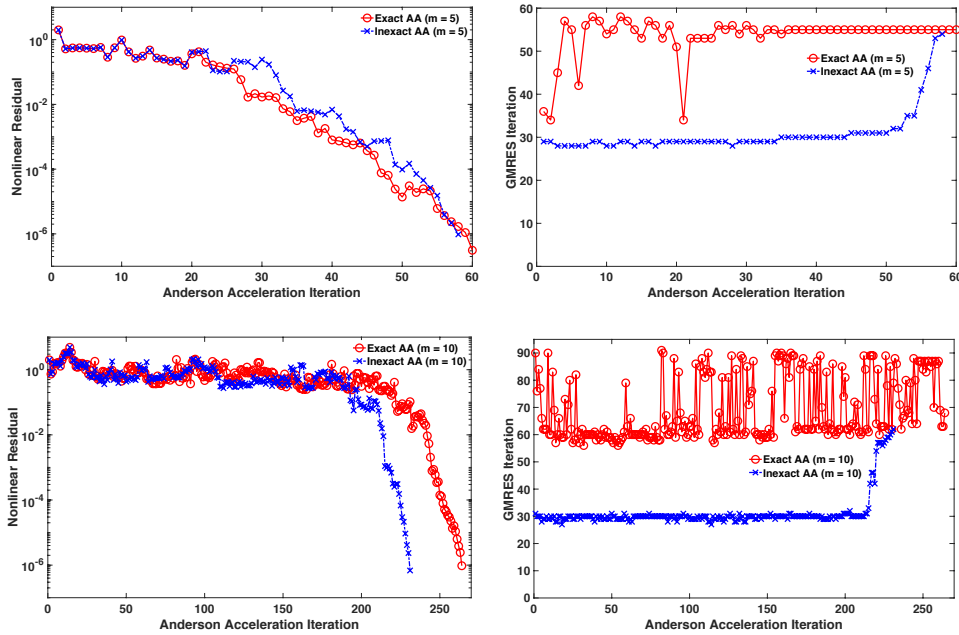 Exact AA (m = 5)
Inexact AA (m = 5)
10^0
10^-2
10^-4
10^-6
Nonlinear Residual
0 10 20 30 40 50 60
Anderson Acceleration Iteration
Exact AA (m = 5)
Inexact AA (m = 5)
60
50
40
30
20
10
0
GMRES Iteration
0 10 20 30 40 50 60
Anderson Acceleration Iteration
Exact AA (m = 10)
Inexact AA (m = 10)
10^0
10^-2
10^-4
10^-6
Nonlinear Residual
0 50 100 150 200 250
Anderson Acceleration Iteration
Exact AA (m = 10)
Inexact AA (m = 10)
90
80
70
60
50
40
30
20
10
0
GMRES Iteration
0 50 100 150 200 250
Anderson Acceleration Iteration